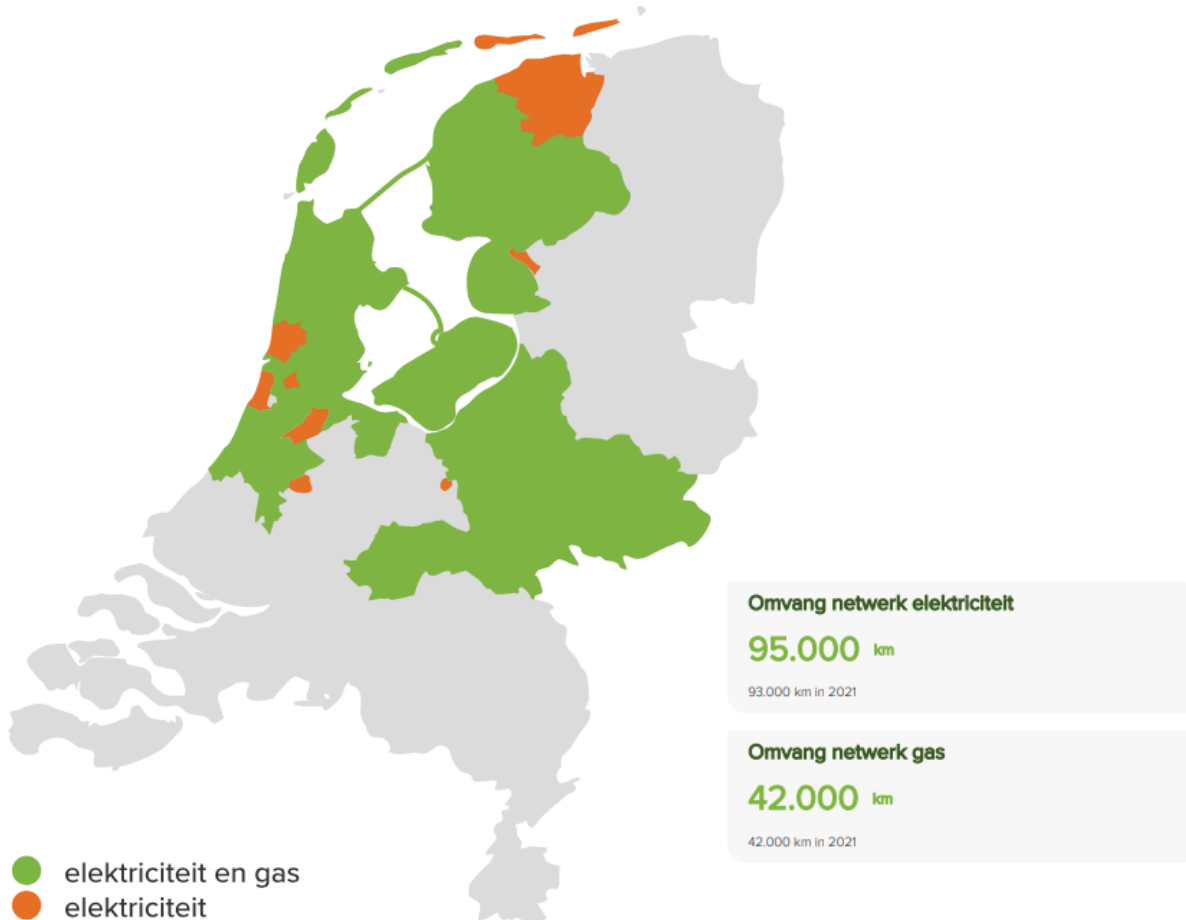 Omvang netwerk elektriciteit
95.000 km
93.000 km in 2021
Omvang netwerk gas
42.000 km
42.000 km in 2021
elektriciteit en gas
elektriciteit